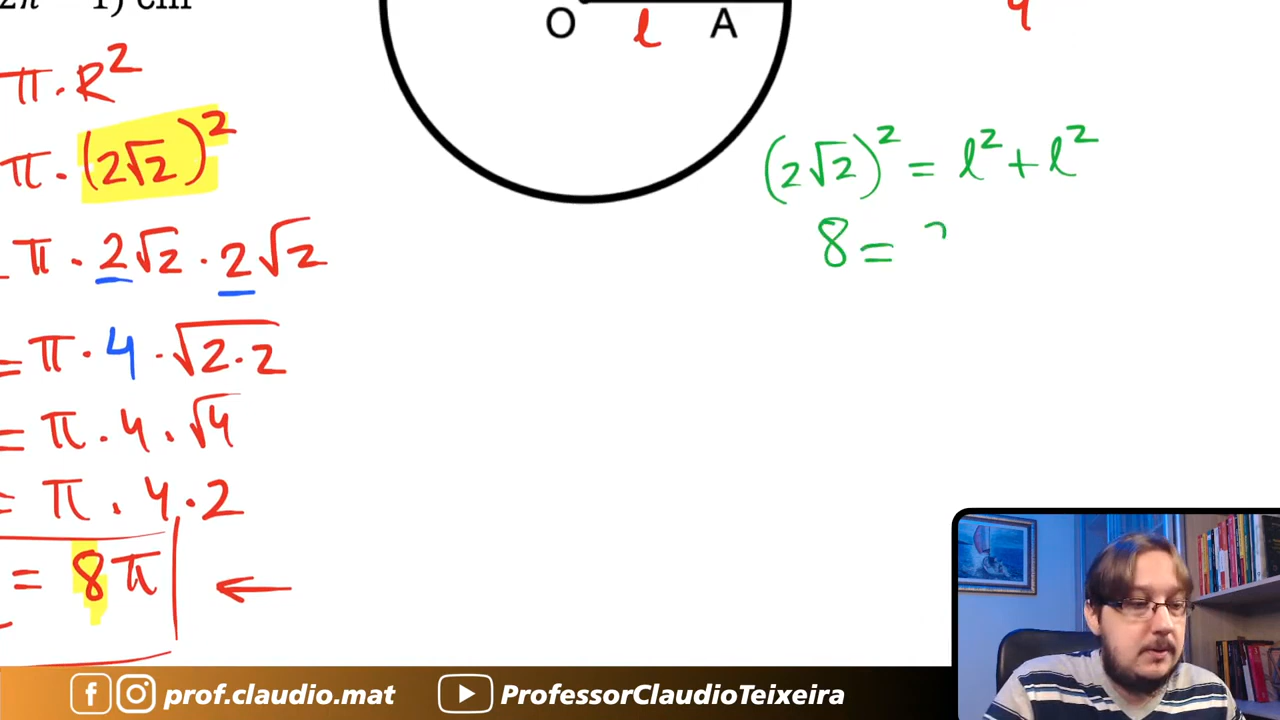 π · R²
π · (2√2)²
π · 2√2 · 2√2
= π · 4 · √2·2
= π · 4 · √4
= π · 4 · 2
= 8π ←
O l A
(2√2)² = l² + l²
8 =
prof.claudio.mat
ProfessorClaudioTeixeira